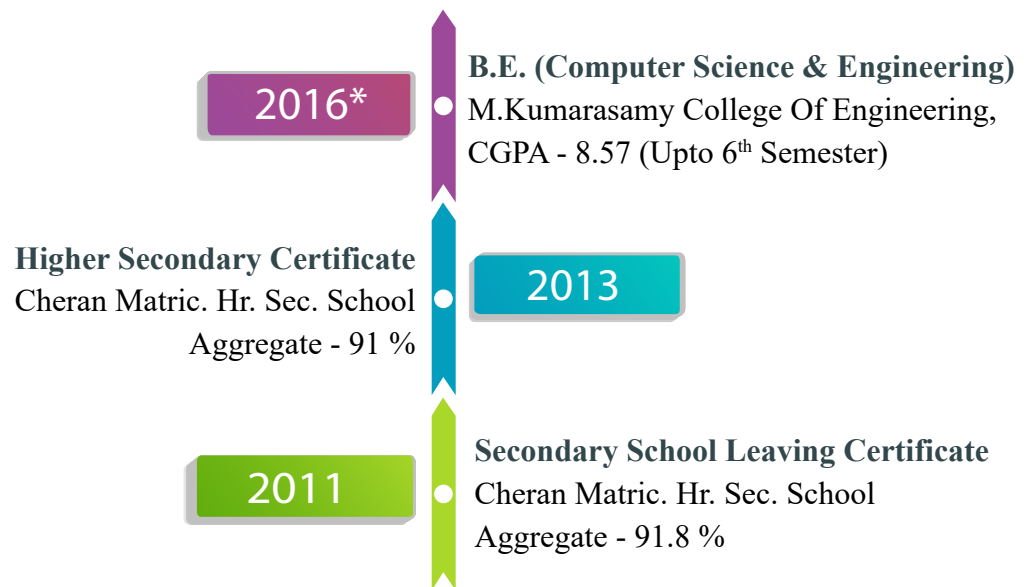 2016*
B.E. (Computer Science & Engineering)
M.Kumarasamy College Of Engineering,
CGPA - 8.57 (Upto 6th Semester)
Higher Secondary Certificate
Cheran Matric. Hr. Sec. School
Aggregate - 91 %
2013
2011
Secondary School Leaving Certificate
Cheran Matric. Hr. Sec. School
Aggregate - 91.8 %